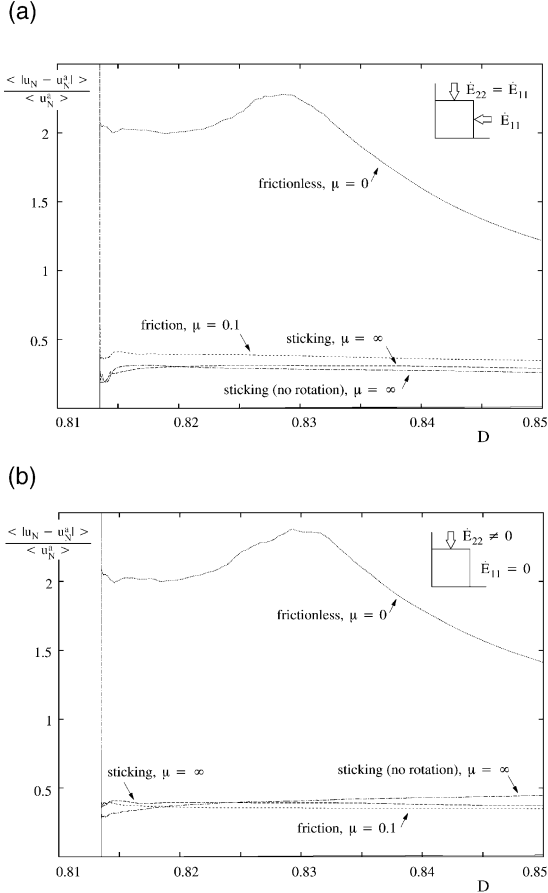 (a)
< |u_N − u_N^a| >
< u_N^a >
2
1.5
1
0.5
Ė₂₂ = Ė₁₁
Ė₁₁
frictionless, μ = 0
friction, μ = 0.1
sticking, μ = ∞
sticking (no rotation), μ = ∞
0.81 0.82 0.83 0.84 0.85
D
(b)
< |u_N − u_N^a| >
< u_N^a >
2
1.5
1
0.5
Ė₂₂ ≠ 0
Ė₁₁ = 0
frictionless, μ = 0
sticking, μ = ∞
sticking (no rotation), μ = ∞
friction, μ = 0.1
0.81 0.82 0.83 0.84 0.85
D